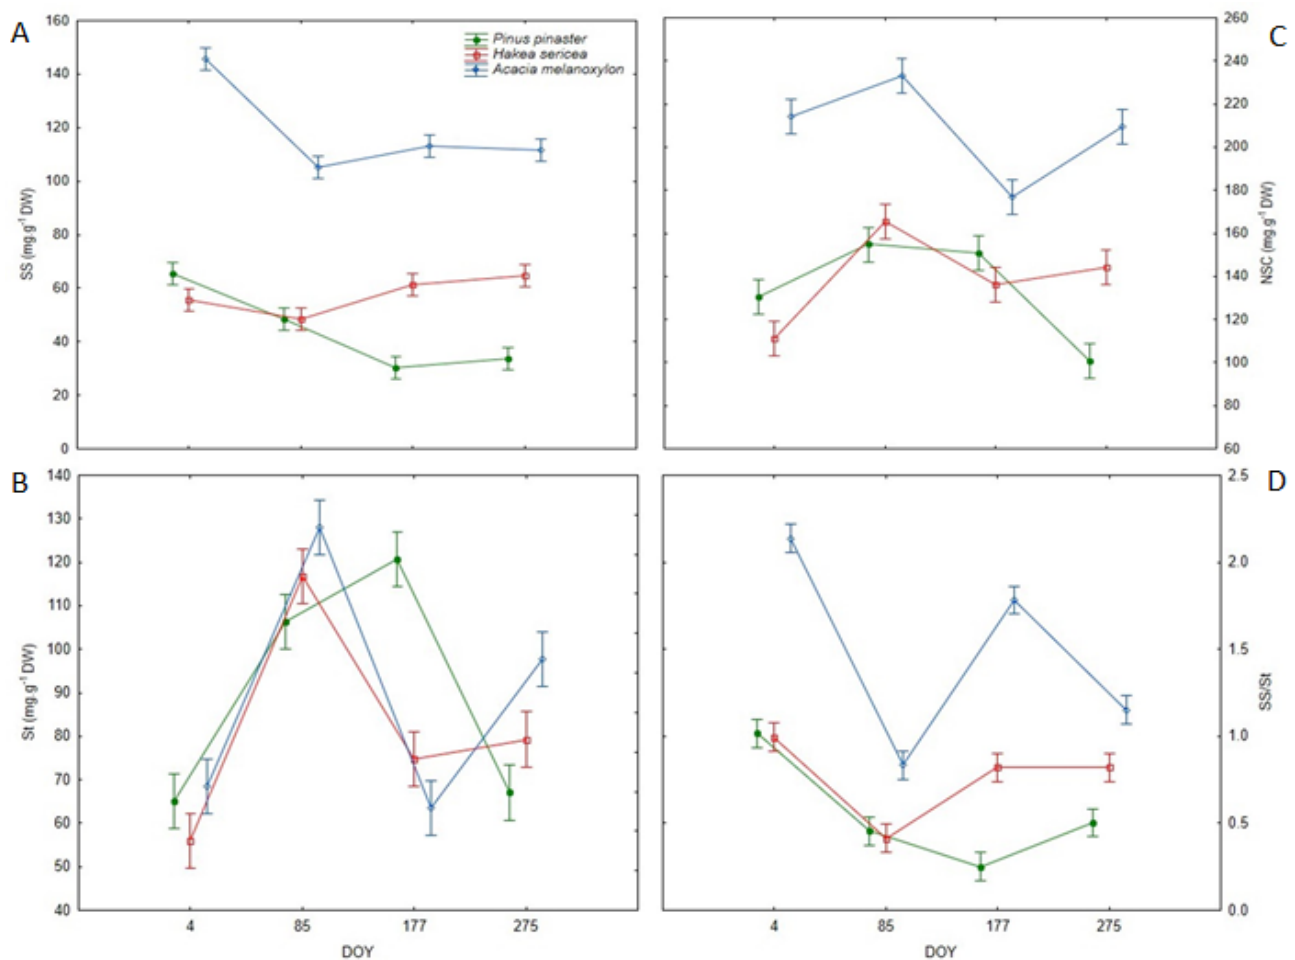 A
160
140
120
100
80
60
40
20
0
SS (mg.g⁻¹ DW)
Pinus pinaster
Hakea sericea
Acacia melanoxylon
C
260
240
220
200
180
160
140
120
100
80
60
NSC (mg.g⁻¹ DW)
B
140
130
120
110
100
90
80
70
60
50
40
St (mg.g⁻¹ DW)
4 85 177 275
DOY
D
2.5
2.0
1.5
1.0
0.5
0.0
SS/St
4 85 177 275
DOY